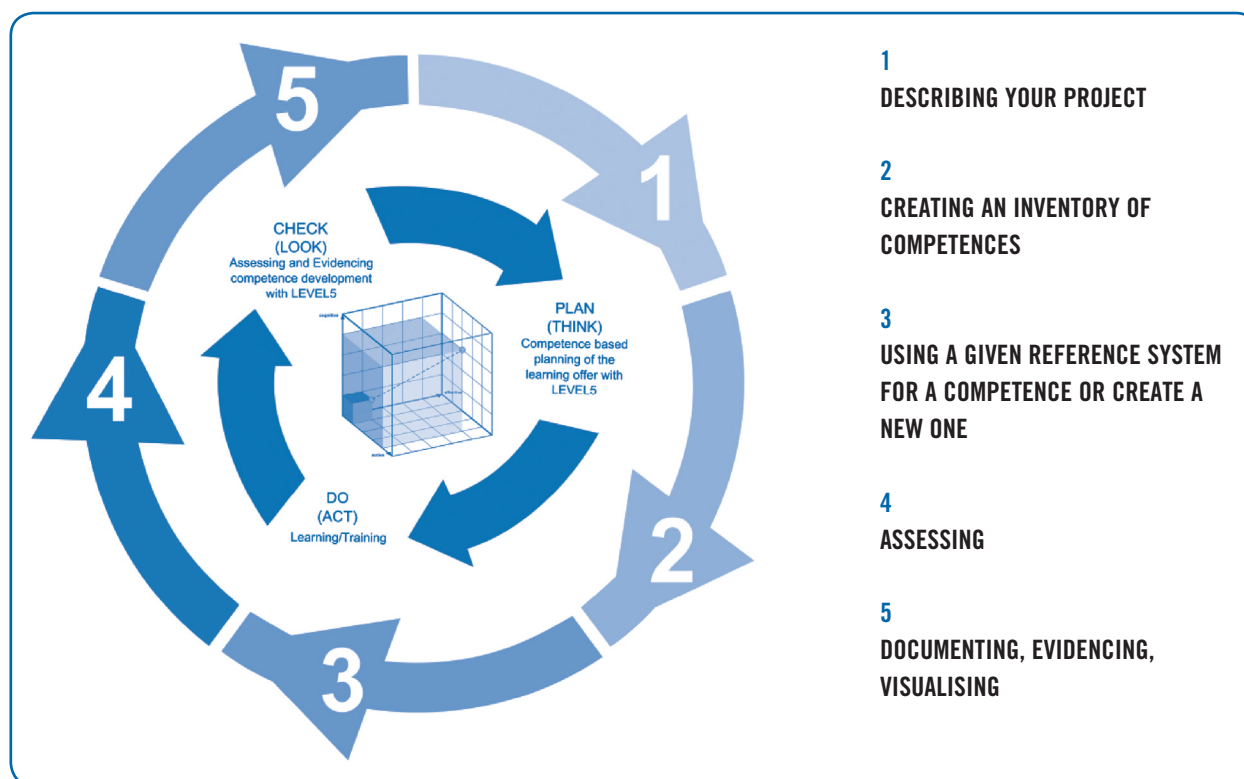 5
1
4
2
3
CHECK
(LOOK)
Assessing and Evidencing
competence development
with LEVEL5
PLAN
(THINK)
Competence based
planning of the
learning offer with
LEVEL5
DO
(ACT)
Learning/Training
cognitive
active
1
DESCRIBING YOUR PROJECT
2
CREATING AN INVENTORY OF
COMPETENCES
3
USING A GIVEN REFERENCE SYSTEM
FOR A COMPETENCE OR CREATE A
NEW ONE
4
ASSESSING
5
DOCUMENTING, EVIDENCING,
VISUALISING